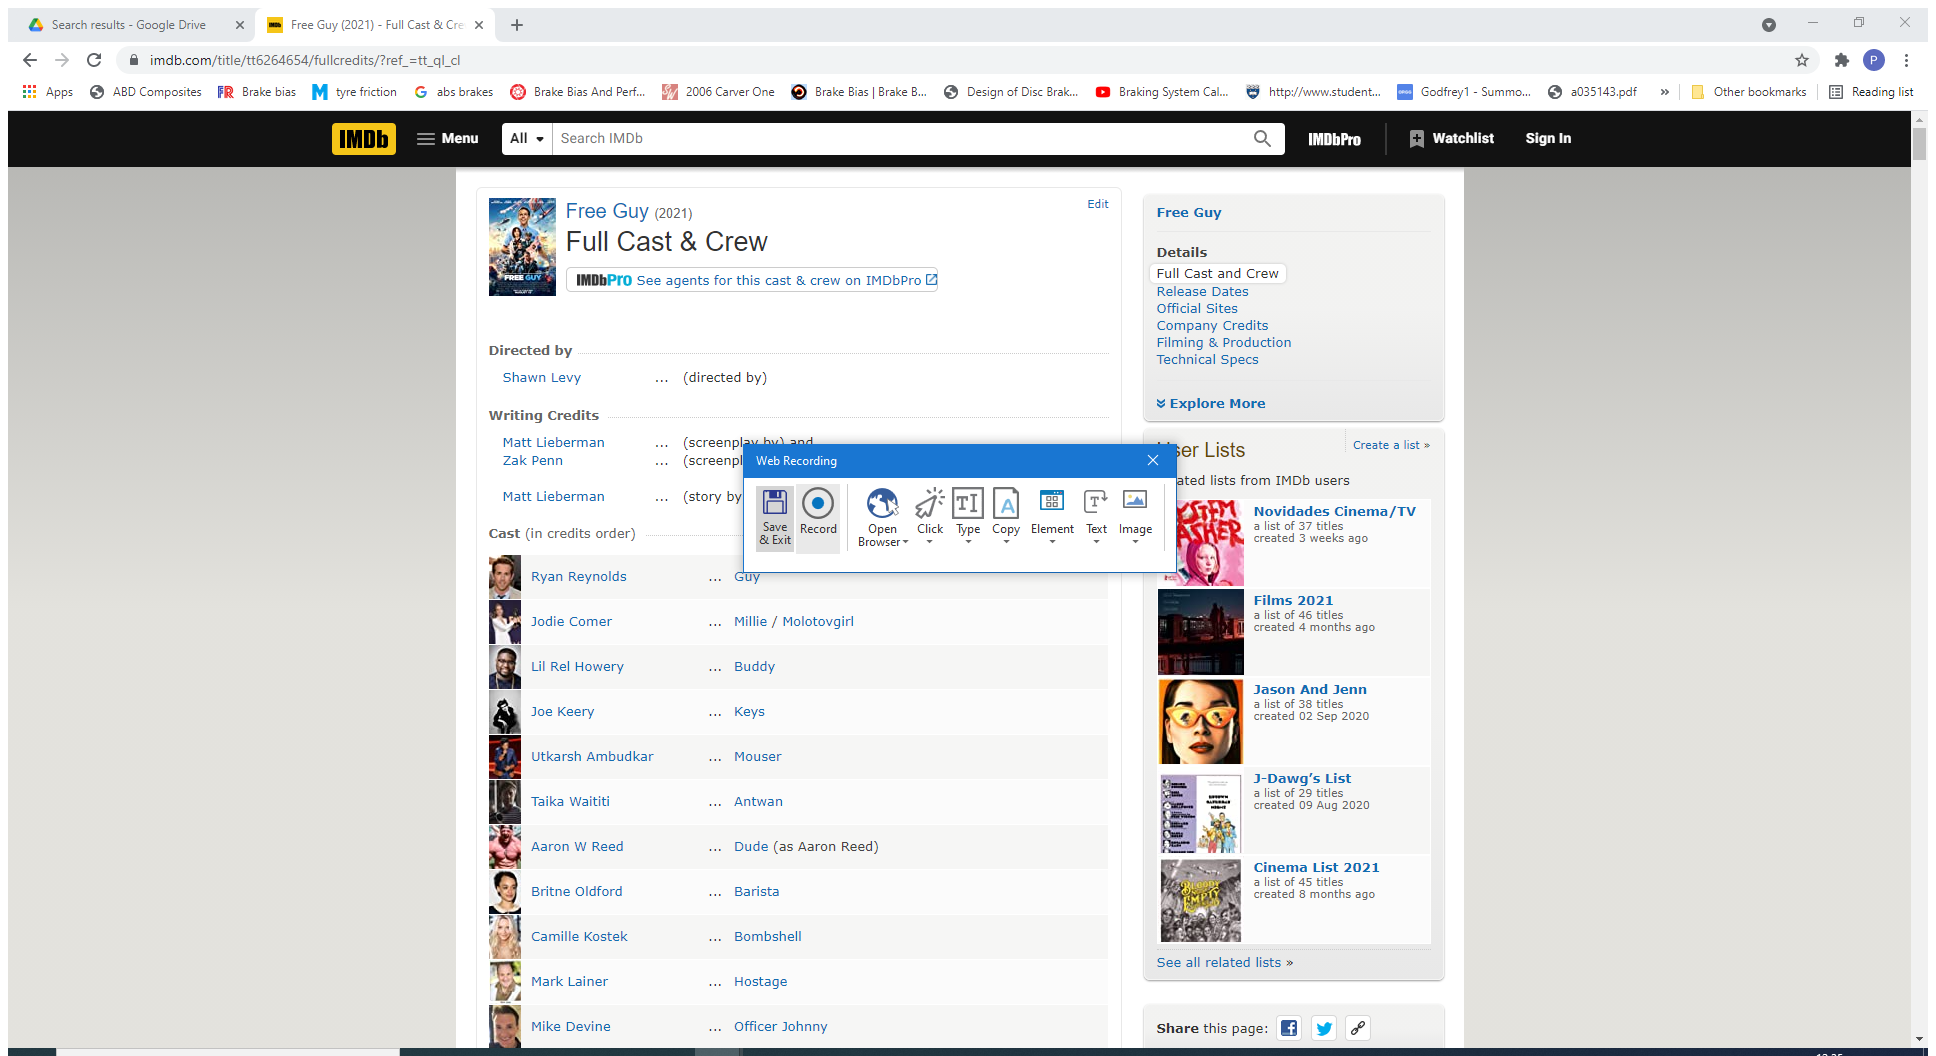 Search results - Google Drive
Free Guy (2021) - Full Cast & Cre
imdb.com/title/tt6264654/fullcredits/?ref_=tt_ql_cl
P
Apps
ABD Composites
Brake bias
tyre friction
abs brakes
Brake Bias And Perf...
2006 Carver One
Brake Bias | Brake B...
Design of Disc Brak...
Braking System Cal...
http://www.student...
Godfrey1 - Summo...
a035143.pdf
»
Other bookmarks
Reading list
IMDb
Menu
All
Search IMDb
IMDbPro
Watchlist
Sign In
FREE GUY
Free Guy (2021)
Full Cast & Crew
Edit
IMDbPro See agents for this cast & crew on IMDbPro
Directed by
Shawn Levy ... (directed by)
Writing Credits
Matt Lieberman ... (screenplay by) and
Zak Penn ... (screenpl
Matt Lieberman ... (story by
Cast (in credits order)
Ryan Reynolds ... Guy
Jodie Comer ... Millie / Molotovgirl
Lil Rel Howery ... Buddy
Joe Keery ... Keys
Utkarsh Ambudkar ... Mouser
Taika Waititi ... Antwan
Aaron W Reed ... Dude (as Aaron Reed)
Britne Oldford ... Barista
Camille Kostek ... Bombshell
Mark Lainer ... Hostage
Mike Devine ... Officer Johnny
Web Recording
Save & Exit
Record
Open Browser
Click
Type
Copy
Element
Text
Image
Free Guy
Details
Full Cast and Crew
Release Dates
Official Sites
Company Credits
Filming & Production
Technical Specs
Explore More
ser Lists
Create a list »
ated lists from IMDb users
Novidades Cinema/TV
a list of 37 titles
created 3 weeks ago
Films 2021
a list of 46 titles
created 4 months ago
Jason And Jenn
a list of 38 titles
created 02 Sep 2020
J-Dawg's List
a list of 29 titles
created 09 Aug 2020
Cinema List 2021
a list of 45 titles
created 8 months ago
See all related lists »
Share this page: